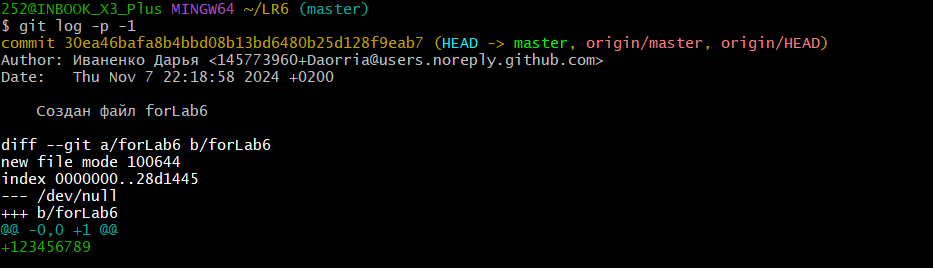 252@INBOOK_X3_Plus MINGW64 ~/LR6 (master)
$ git log -p -1
commit 30ea46bafa8b4bbd08b13bd6480b25d128f9eab7 (HEAD -> master, origin/master, origin/HEAD)
Author: Иваненко Дарья <145773960+Daorria@users.noreply.github.com>
Date:   Thu Nov 7 22:18:58 2024 +0200
    Создан файл forLab6
diff --git a/forLab6 b/forLab6
new file mode 100644
index 0000000..28d1445
--- /dev/null
+++ b/forLab6
@@ -0,0 +1 @@
+123456789